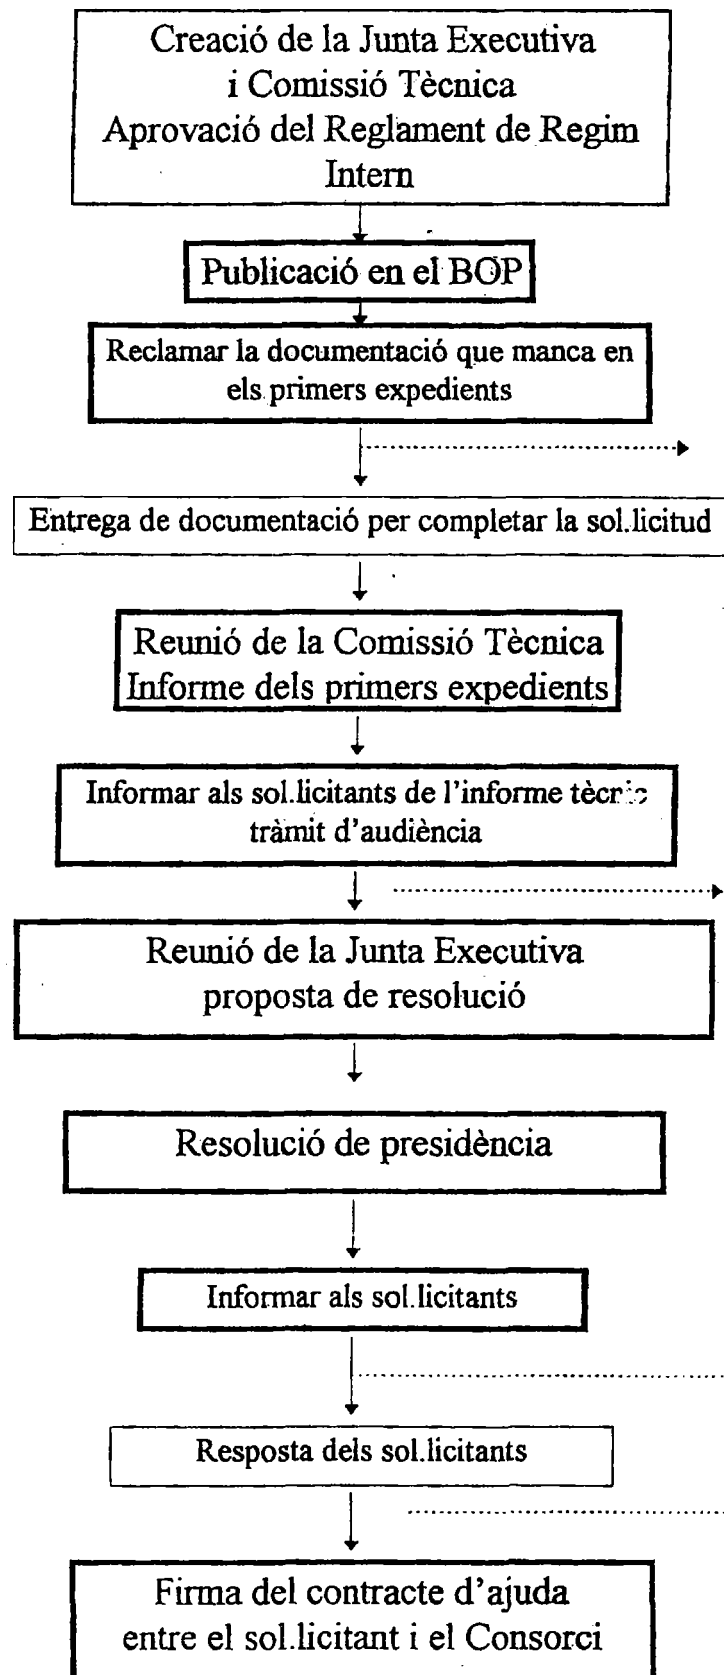 Creació de la Junta Executiva
i Comissió Tècnica
Aprovació del Reglament de Regim
Intern
Publicació en el BOP
Reclamar la documentació que manca en
els primers expedients
Entrega de documentació per completar la sol.licitud
Reunió de la Comissió Tècnica
Informe dels primers expedients
Informar als sol.licitants de l'informe tècnic
tràmit d'audiència
Reunió de la Junta Executiva
proposta de resolució
Resolució de presidència
Informar als sol.licitants
Resposta dels sol.licitants
Firma del contracte d'ajuda
entre el sol.licitant i el Consorci